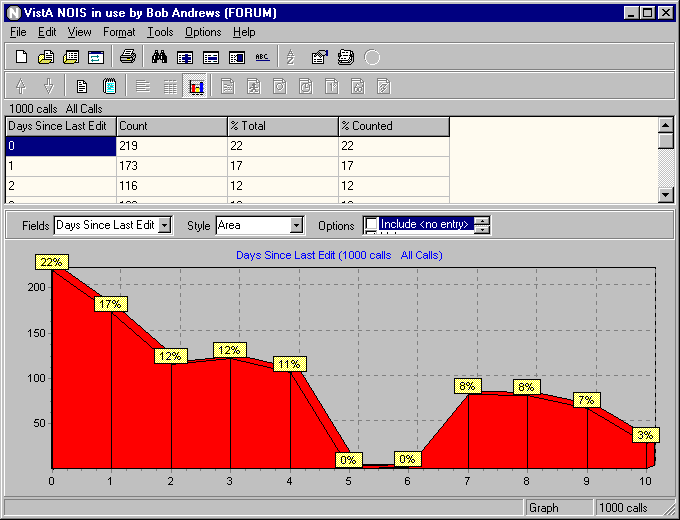 VistA NOIS in use by Bob Andrews (FORUM)
File Edit View Format Tools Options Help
ABC
A Z
1000 calls All Calls
Days Since Last Edit Count % Total % Counted
0 219 22 22
1 173 17 17
2 116 12 12
Fields Days Since Last Edit Style Area Options Include <no entry>
Days Since Last Edit (1000 calls All Calls)
22%
200
17%
150
12% 12% 11%
100
8% 8% 7%
50
3%
0% 0%
0 1 2 3 4 5 6 7 8 9 10
Graph 1000 calls